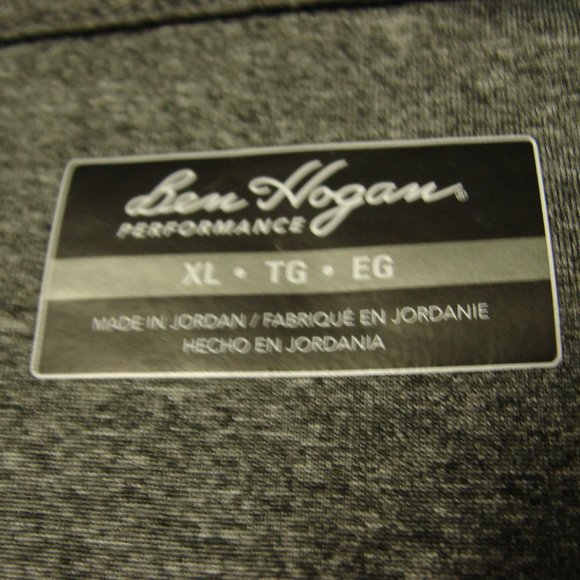 Ben Hogan®
PERFORMANCE
XL • TG • EG
MADE IN JORDAN / FABRIQUÉ EN JORDANIE
HECHO EN JORDANIA